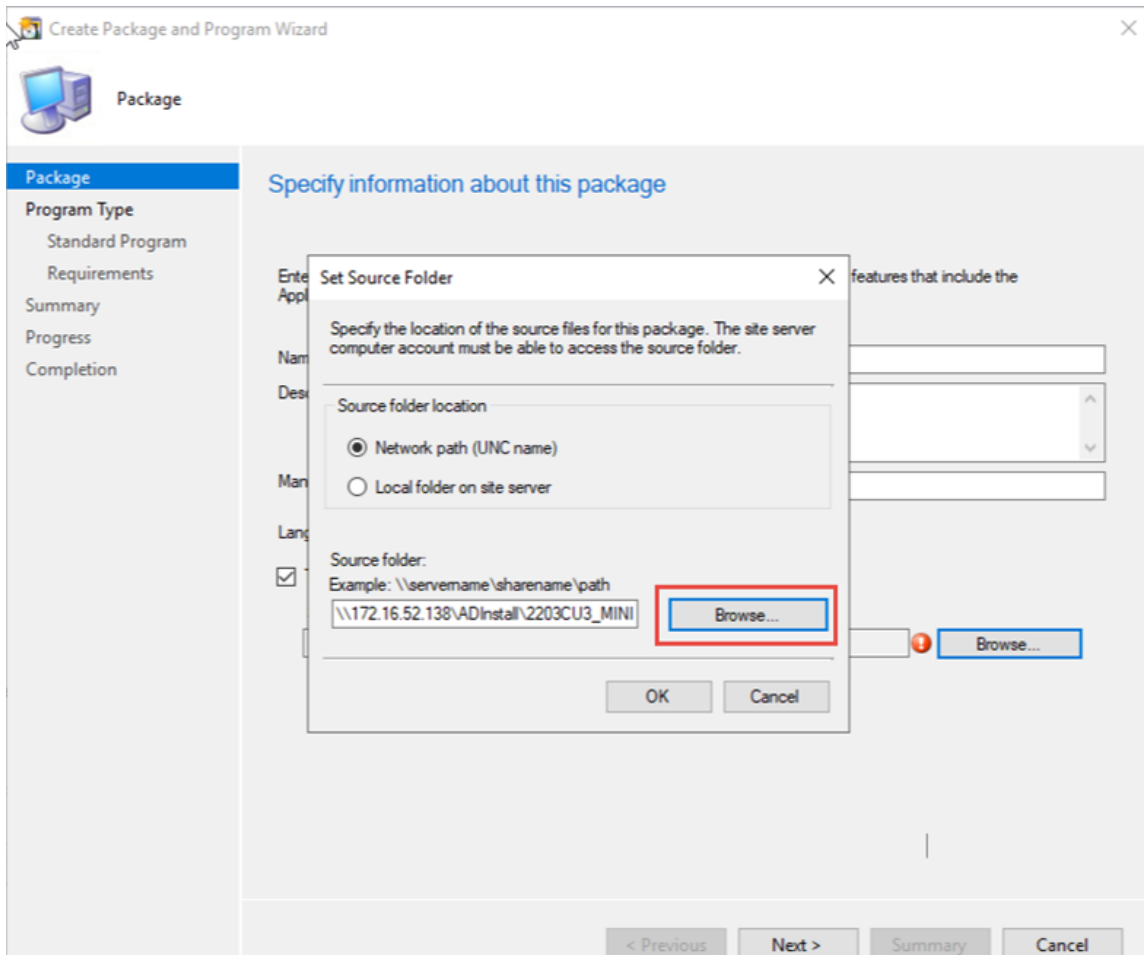 Create Package and Program Wizard
Package
Package
Program Type
Standard Program
Requirements
Summary
Progress
Completion
Specify information about this package
features that include the
Set Source Folder
Specify the location of the source files for this package. The site server
computer account must be able to access the source folder.
Source folder location
Network path (UNC name)
Local folder on site server
Source folder:
Example: \\servername\sharename\path
\\172.16.52.138\ADInstall\2203CU3_MINI
Browse...
Browse...
OK
Cancel
< Previous
Next >
Summary
Cancel